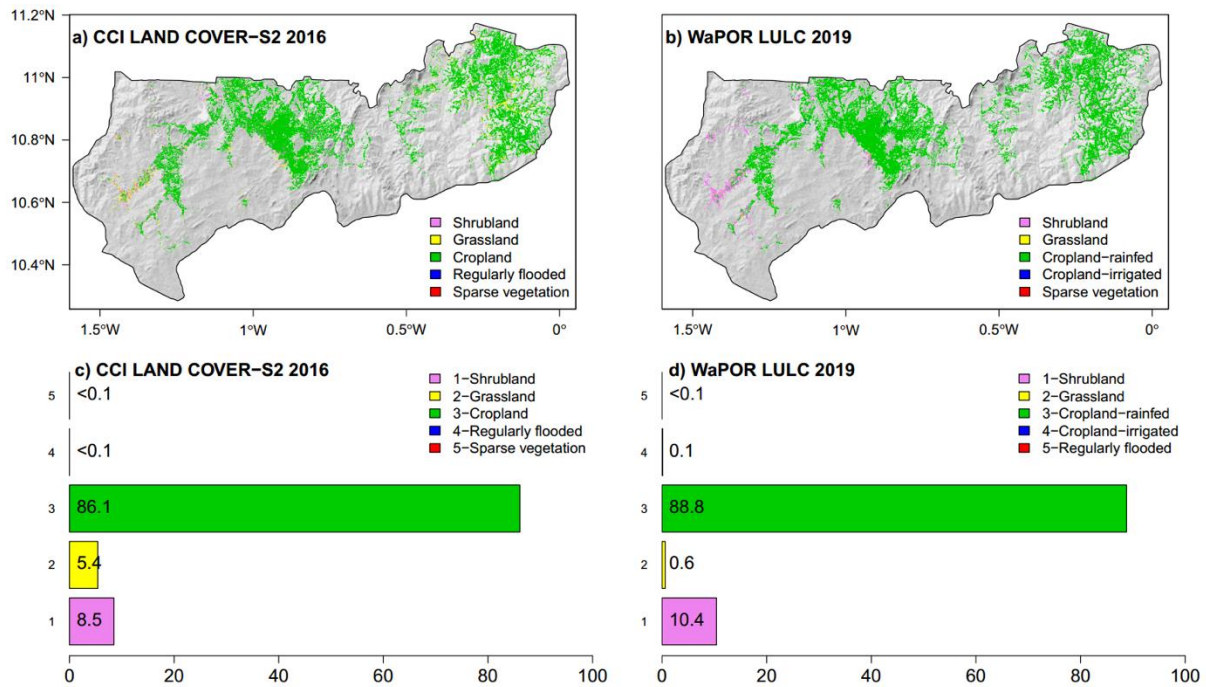 11.2°N
11°N
10.8°N
10.6°N
10.4°N
a) CCI LAND COVER−S2 2016
Shrubland
Grassland
Cropland
Regularly flooded
Sparse vegetation
1.5°W
1°W
0.5°W
0°
b) WaPOR LULC 2019
Shrubland
Grassland
Cropland−rainfed
Cropland−irrigated
Sparse vegetation
1.5°W
1°W
0.5°W
0°
c) CCI LAND COVER−S2 2016
1−Shrubland
2−Grassland
3−Cropland
4−Regularly flooded
5−Sparse vegetation
5
<0.1
4
<0.1
3
86.1
2
5.4
1
8.5
0
20
40
60
80
100
d) WaPOR LULC 2019
1−Shrubland
2−Grassland
3−Cropland−rainfed
4−Cropland−irrigated
5−Regularly flooded
5
<0.1
4
0.1
3
88.8
2
0.6
1
10.4
0
20
40
60
80
100